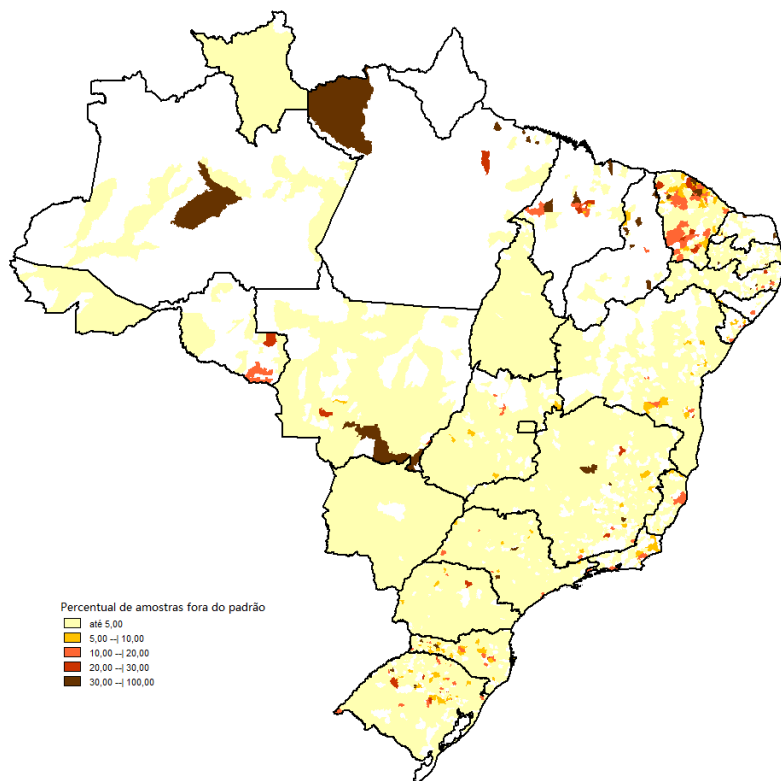 Percentual de amostras fora do padrão
até 5,00
5,00 --| 10,00
10,00 --| 20,00
20,00 --| 30,00
30,00 --| 100,00